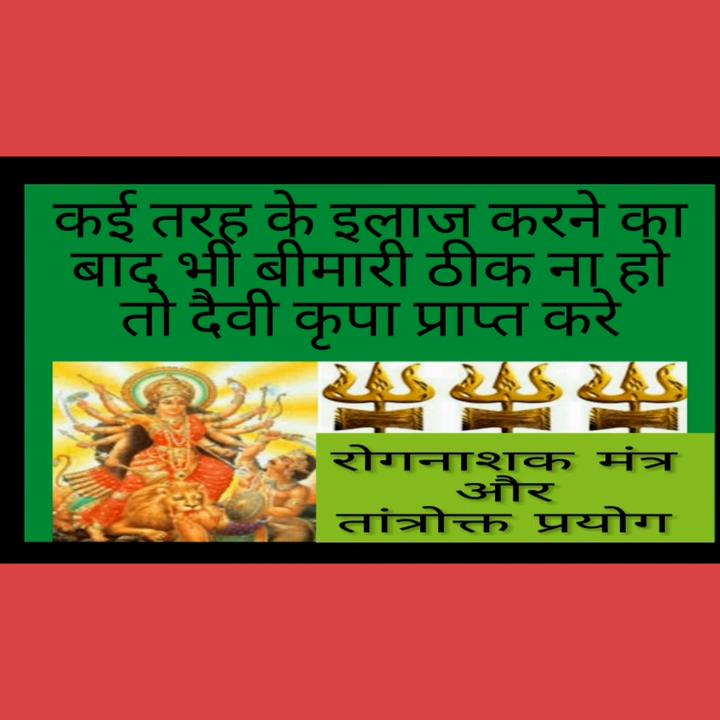 कई तरह के इलाज करने का
बाद भी बीमारी ठीक ना हो
तो दैवी कृपा प्राप्त करे
रोगनाशक मंत्र
और
तांत्रोक्त प्रयोग